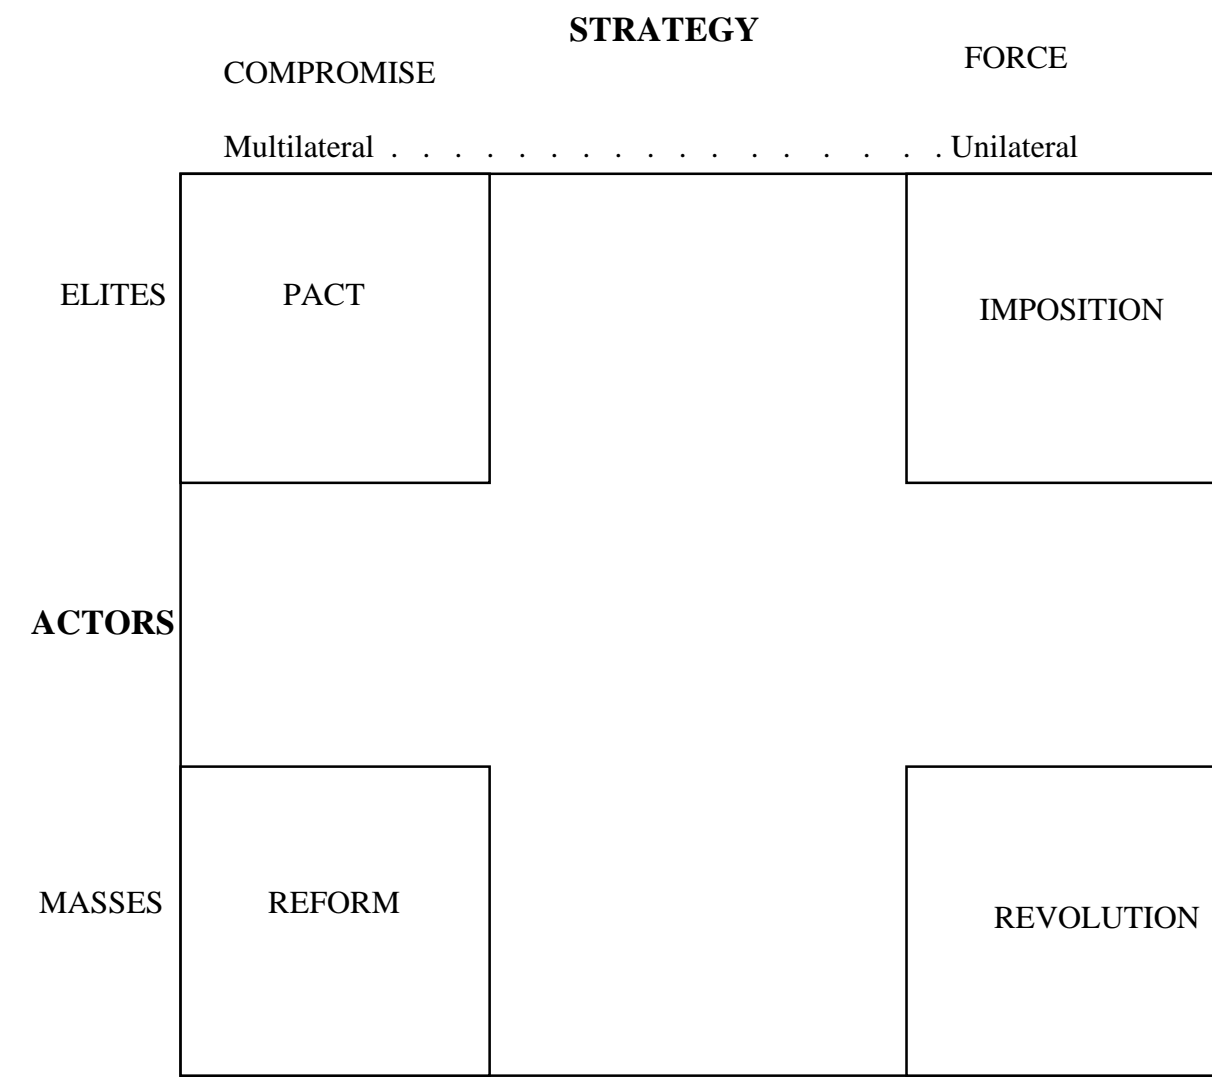 STRATEGY
COMPROMISE
FORCE
Multilateral . . . . . . . . . . . . . . . . . . Unilateral
ELITES
PACT
IMPOSITION
ACTORS
MASSES
REFORM
REVOLUTION